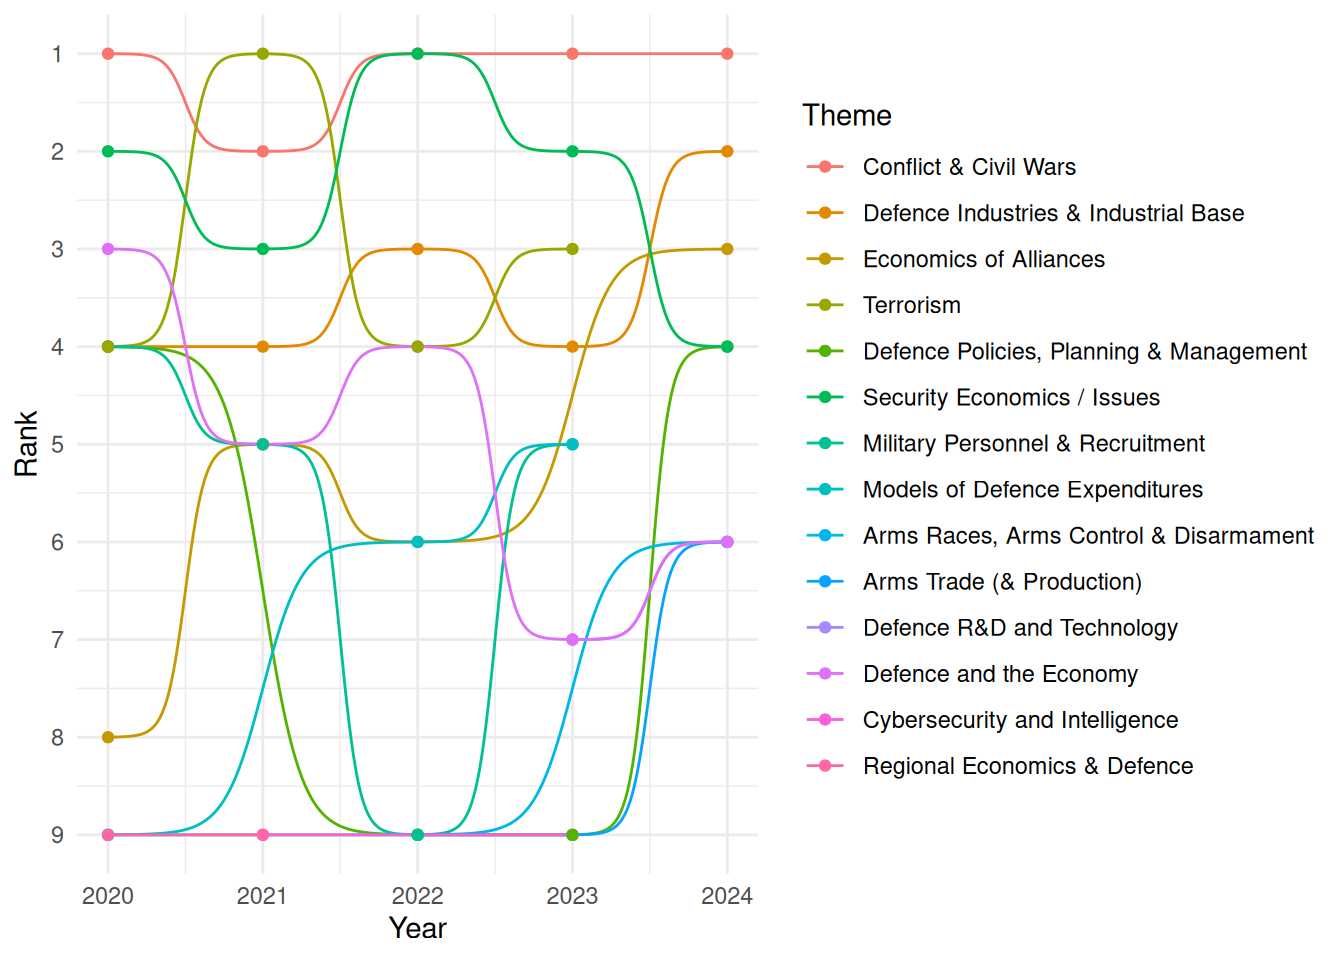 1
2
3
4
5
6
7
8
9
Rank
2020
2021
2022
2023
2024
Year
Theme
Conflict & Civil Wars
Defence Industries & Industrial Base
Economics of Alliances
Terrorism
Defence Policies, Planning & Management
Security Economics / Issues
Military Personnel & Recruitment
Models of Defence Expenditures
Arms Races, Arms Control & Disarmament
Arms Trade (& Production)
Defence R&D and Technology
Defence and the Economy
Cybersecurity and Intelligence
Regional Economics & Defence